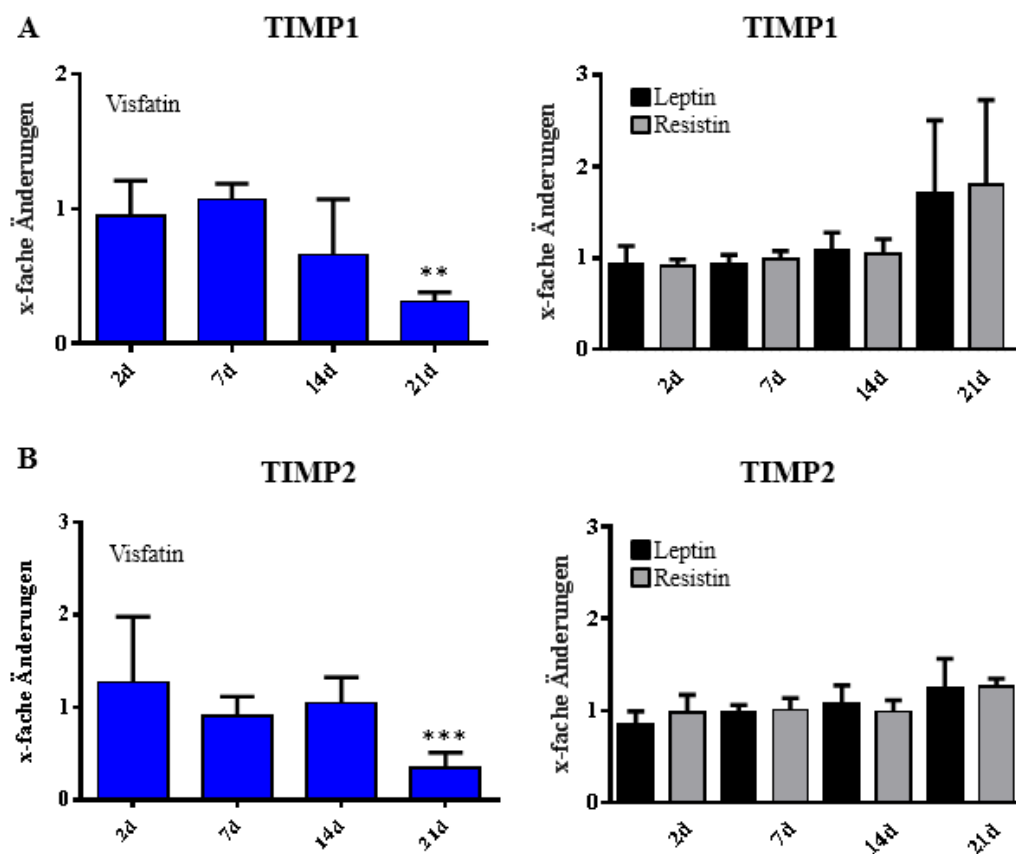 A
TIMP1
x-fache Änderungen
2
1
0
Visfatin
**
2d
7d
14d
21d
TIMP1
x-fache Änderungen
3
2
1
0
Leptin
Resistin
2d
7d
14d
21d
B
TIMP2
x-fache Änderungen
3
2
1
0
Visfatin
***
2d
7d
14d
21d
TIMP2
x-fache Änderungen
3
2
1
0
Leptin
Resistin
2d
7d
14d
21d